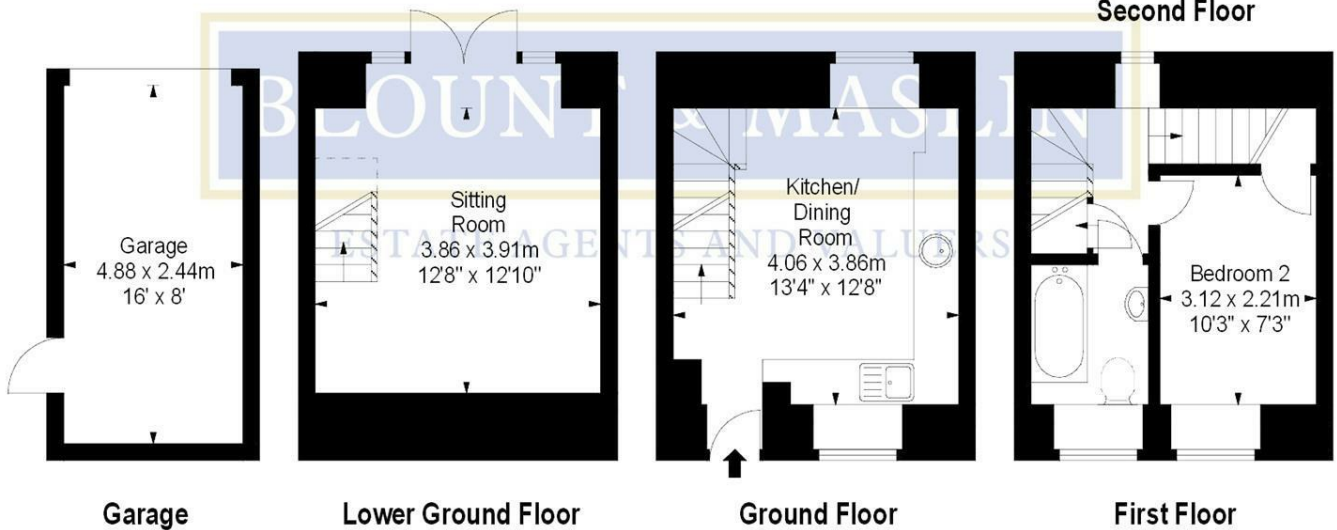 Second Floor
BLOUNT & MASLIN
ESTATE AGENTS AND VALUERS
Garage
4.88 x 2.44m
16' x 8'
Sitting
Room
3.86 x 3.91m
12'8" x 12'10"
Kitchen/
Dining
Room
4.06 x 3.86m
13'4" x 12'8"
Bedroom 2
3.12 x 2.21m
10'3" x 7'3"
Garage
Lower Ground Floor
Ground Floor
First Floor